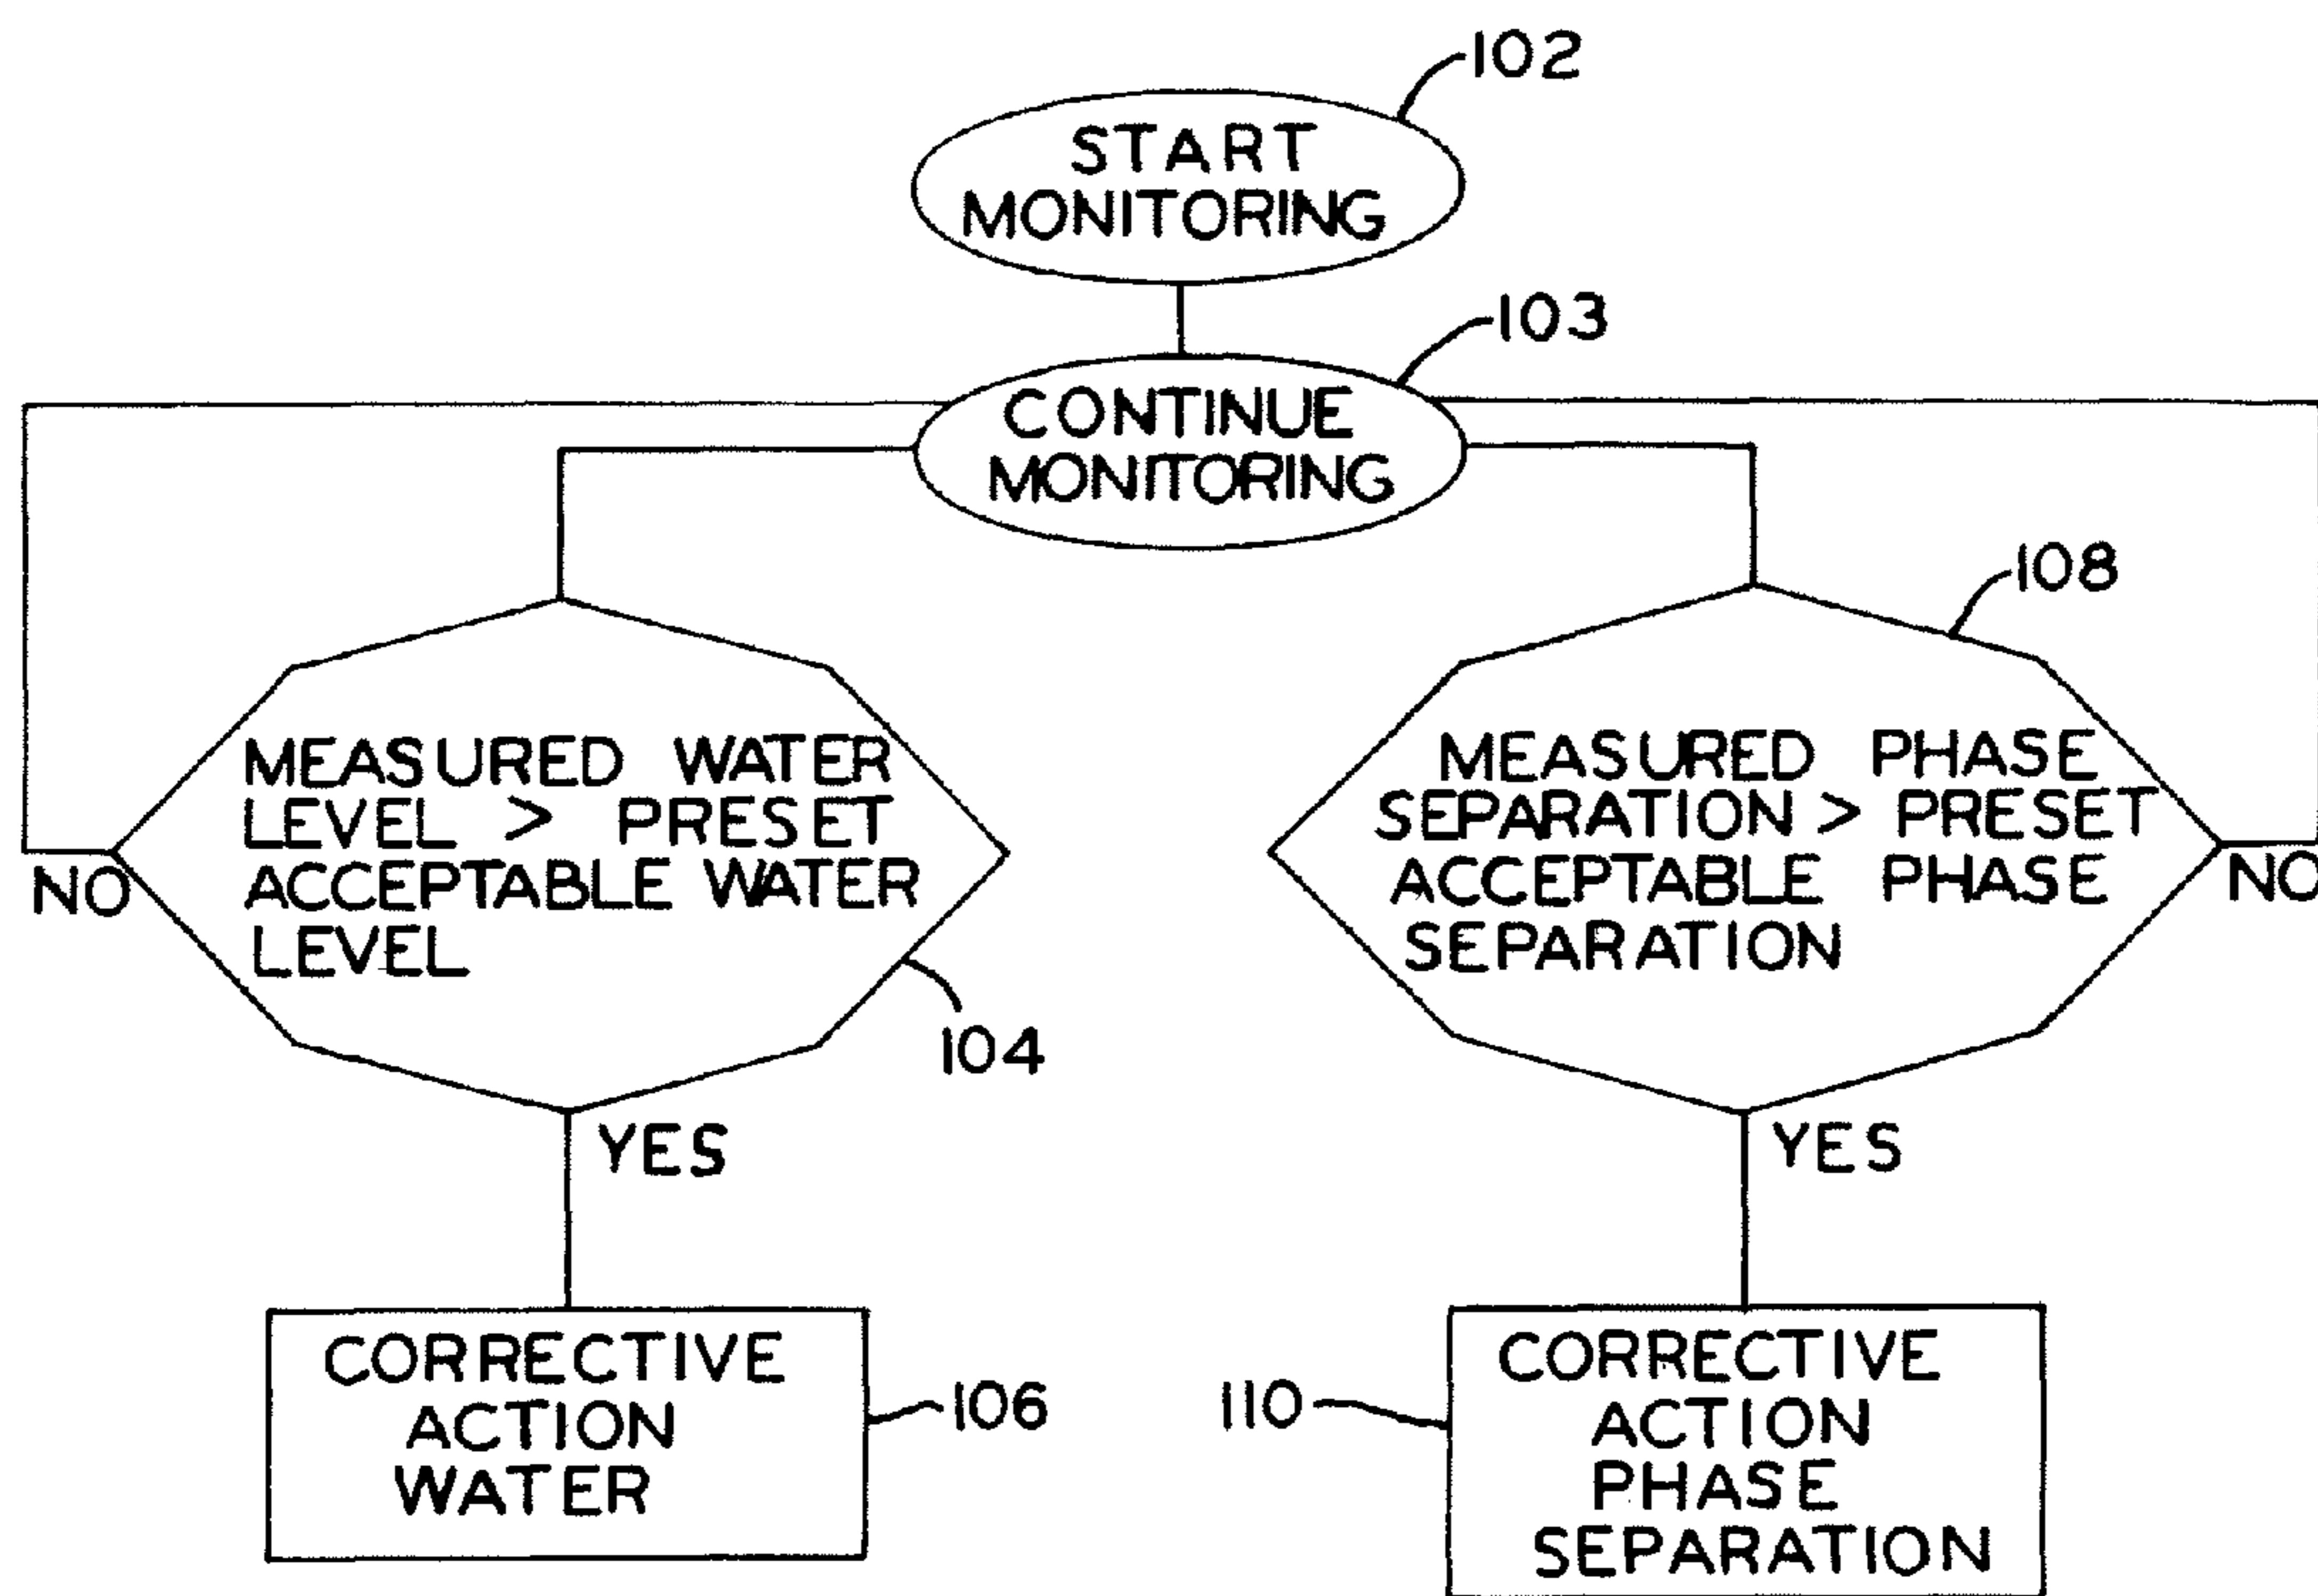 102
START
MONITORING
103
CONTINUE
MONITORING
108
MEASURED WATER
LEVEL > PRESET
ACCEPTABLE WATER
LEVEL
NO
104
MEASURED PHASE
SEPARATION > PRESET
ACCEPTABLE PHASE
SEPARATION
NO
YES
YES
CORRECTIVE
ACTION
WATER
106
110
CORRECTIVE
ACTION
PHASE
SEPARATION